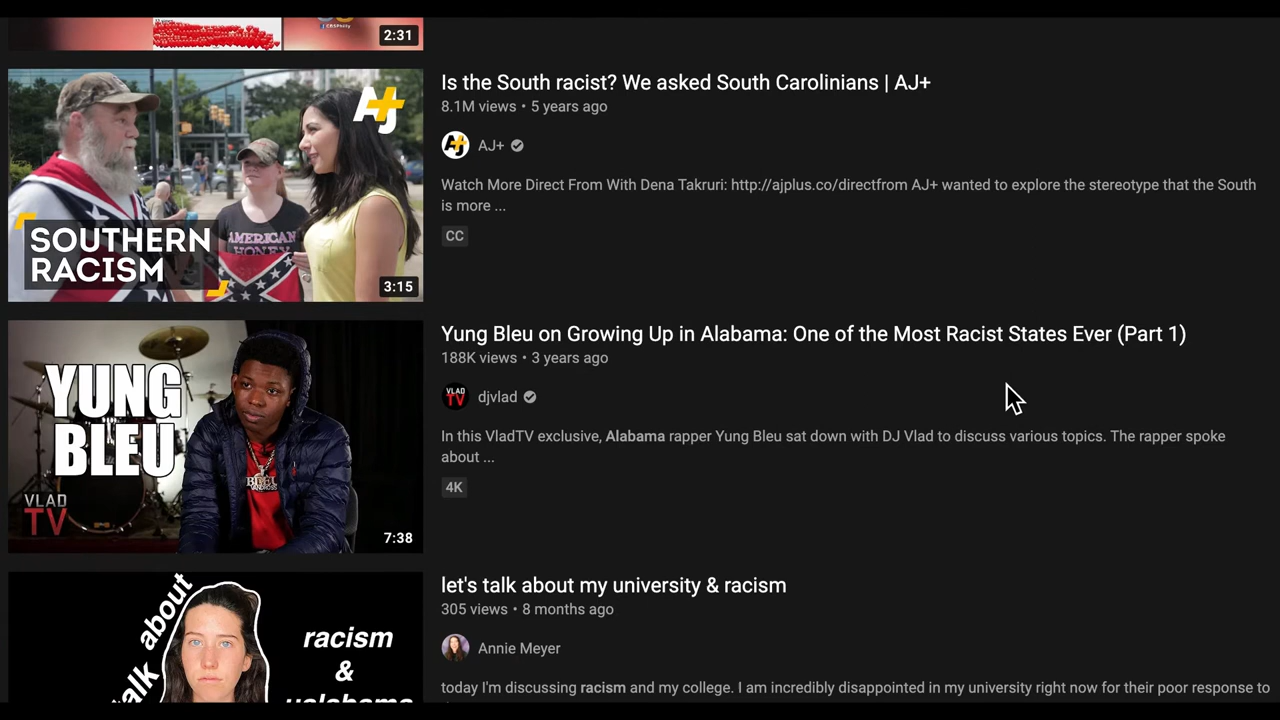 2:31
Is the South racist? We asked South Carolinians | AJ+
8.1M views • 5 years ago
AJ+
Watch More Direct From With Dena Takruri: http://ajplus.co/directfrom AJ+ wanted to explore the stereotype that the South
is more ...
CC
AMERICAN
HONEY
SOUTHERN
RACISM
3:15
Yung Bleu on Growing Up in Alabama: One of the Most Racist States Ever (Part 1)
188K views • 3 years ago
VLAD
TV
djvlad
In this VladTV exclusive, Alabama rapper Yung Bleu sat down with DJ Vlad to discuss various topics. The rapper spoke
about ...
4K
YUNG
BLEU
VLAD
TV
7:38
let's talk about my university & racism
305 views • 8 months ago
Annie Meyer
today I'm discussing racism and my college. I am incredibly disappointed in my university right now for their poor response to
talk about
racism
&